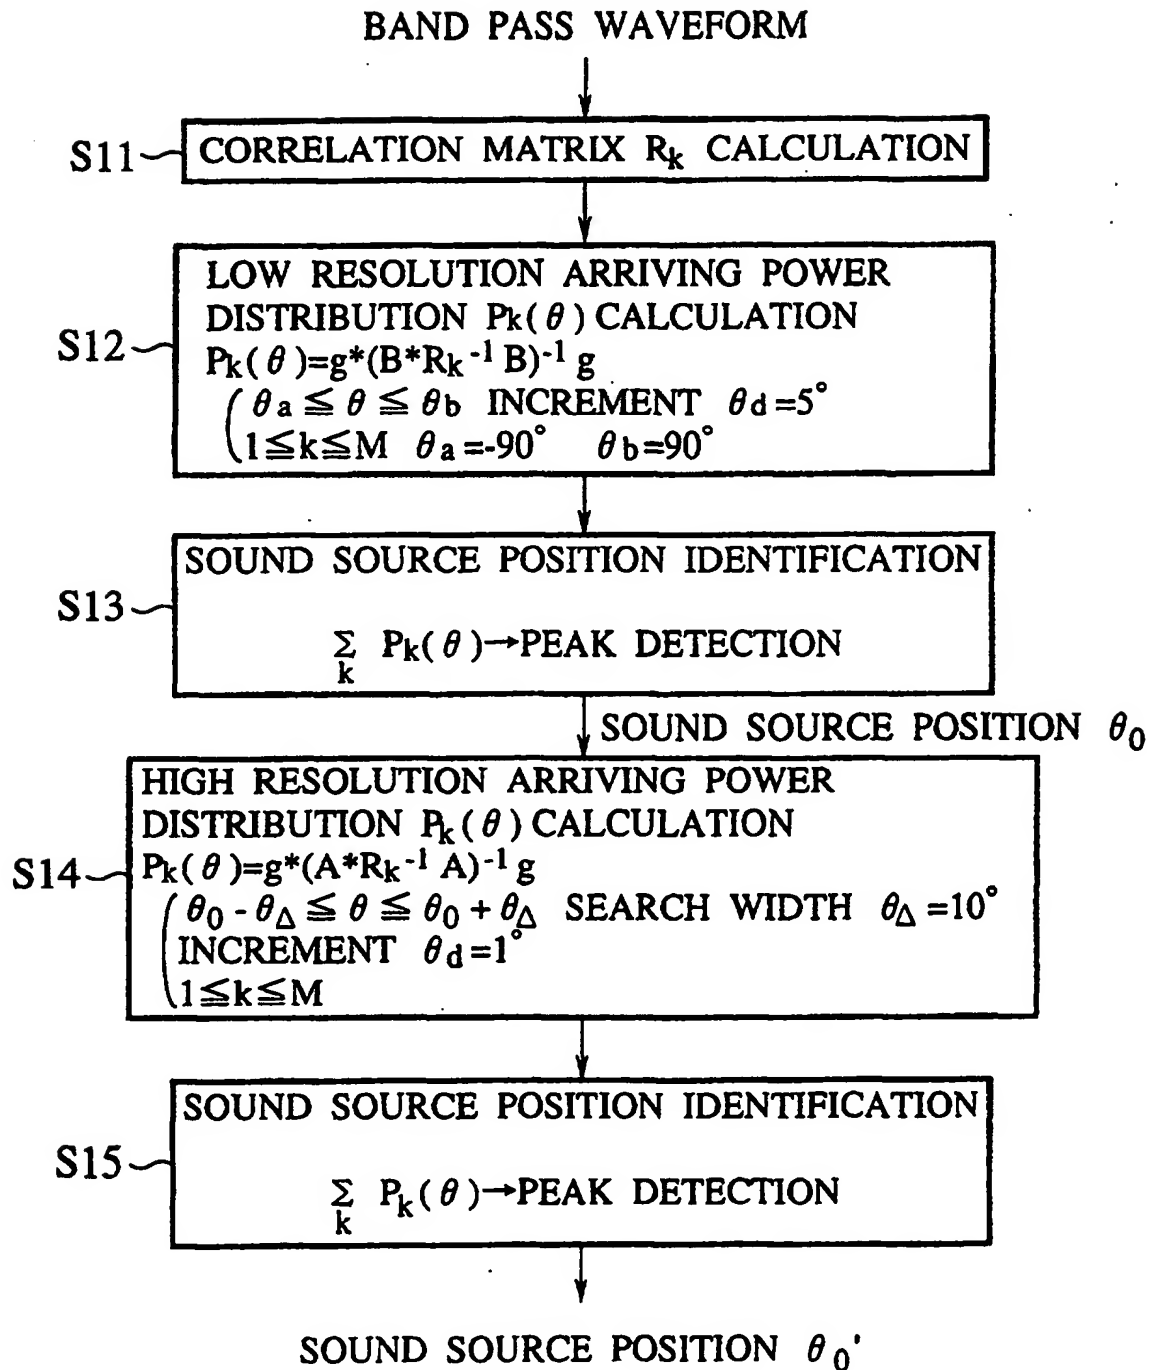 BAND PASS WAVEFORM
S11
CORRELATION MATRIX Rk CALCULATION
S12
LOW RESOLUTION ARRIVING POWER
DISTRIBUTION Pk(θ) CALCULATION
Pk(θ)=g*(B*Rk-1 B)-1 g
θa ≦ θ ≦ θb INCREMENT θd=5°
1≦k≦M θa=-90° θb=90°
S13
SOUND SOURCE POSITION IDENTIFICATION
Σ Pk(θ)→PEAK DETECTION
k
SOUND SOURCE POSITION θ0
S14
HIGH RESOLUTION ARRIVING POWER
DISTRIBUTION Pk(θ) CALCULATION
Pk(θ)=g*(A*Rk-1 A)-1 g
θ0 - θΔ ≦ θ ≦ θ0 + θΔ SEARCH WIDTH θΔ=10°
INCREMENT θd=1°
1≦k≦M
S15
SOUND SOURCE POSITION IDENTIFICATION
Σ Pk(θ)→PEAK DETECTION
k
SOUND SOURCE POSITION θ0'